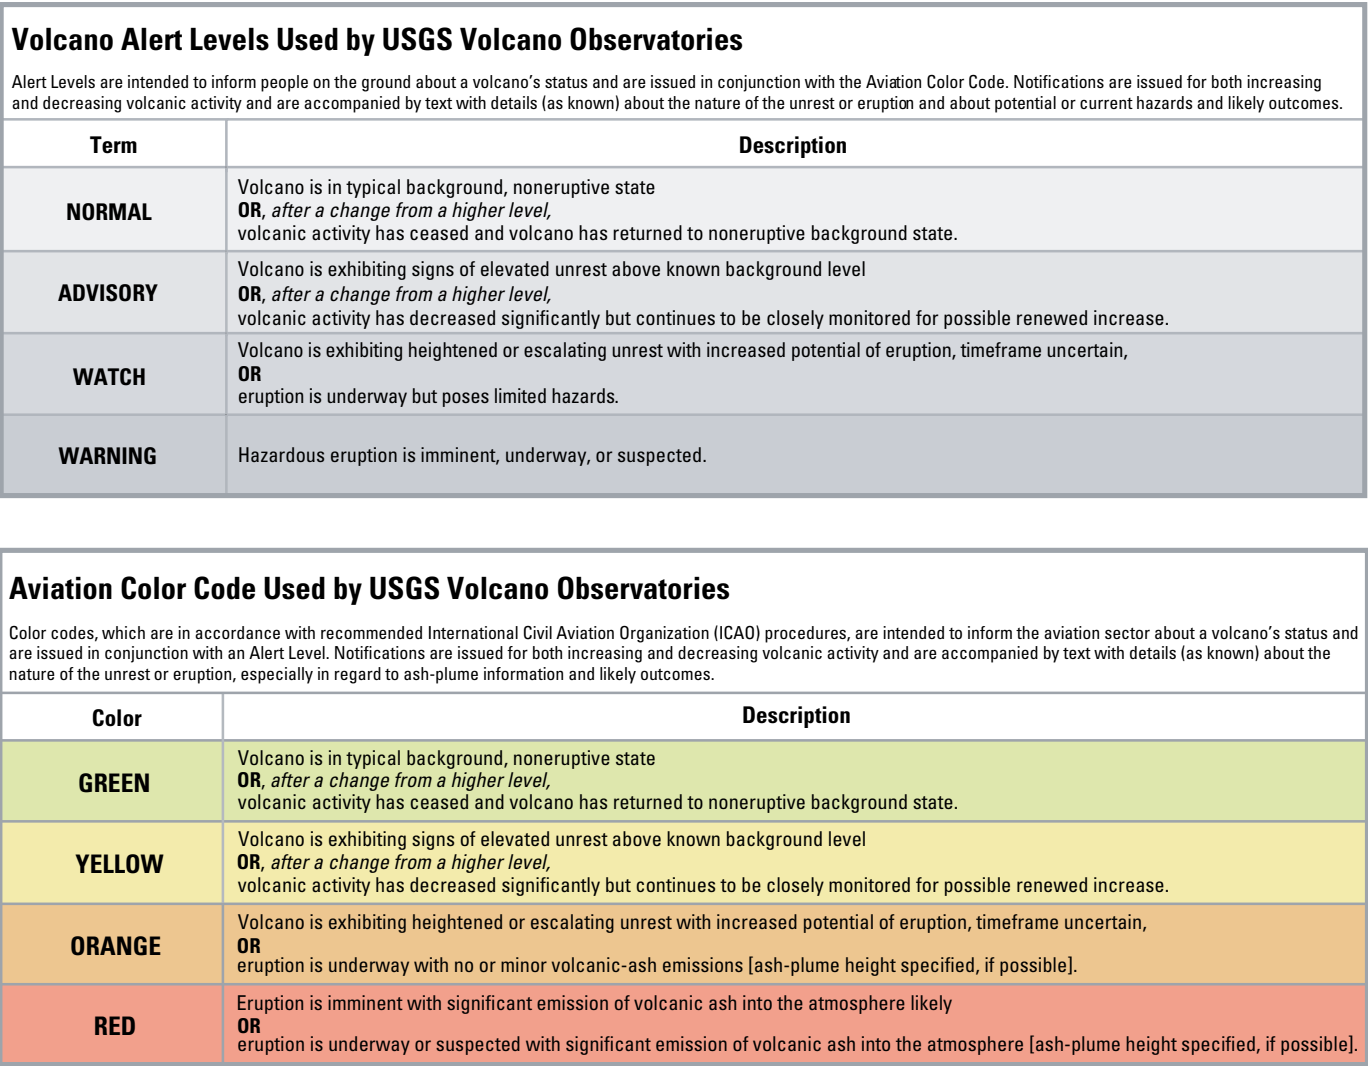 Volcano Alert Levels Used by USGS Volcano Observatories
Alert Levels are intended to inform people on the ground about a volcano's status and are issued in conjunction with the Aviation Color Code. Notifications are issued for both increasing
and decreasing volcanic activity and are accompanied by text with details (as known) about the nature of the unrest or eruption and about potential or current hazards and likely outcomes.
Term
Description
NORMAL
Volcano is in typical background, noneruptive state
OR, after a change from a higher level,
volcanic activity has ceased and volcano has returned to noneruptive background state.
ADVISORY
Volcano is exhibiting signs of elevated unrest above known background level
OR, after a change from a higher level,
volcanic activity has decreased significantly but continues to be closely monitored for possible renewed increase.
WATCH
Volcano is exhibiting heightened or escalating unrest with increased potential of eruption, timeframe uncertain,
OR
eruption is underway but poses limited hazards.
WARNING
Hazardous eruption is imminent, underway, or suspected.
Aviation Color Code Used by USGS Volcano Observatories
Color codes, which are in accordance with recommended International Civil Aviation Organization (ICAO) procedures, are intended to inform the aviation sector about a volcano's status and
are issued in conjunction with an Alert Level. Notifications are issued for both increasing and decreasing volcanic activity and are accompanied by text with details (as known) about the
nature of the unrest or eruption, especially in regard to ash-plume information and likely outcomes.
Color
Description
GREEN
Volcano is in typical background, noneruptive state
OR, after a change from a higher level,
volcanic activity has ceased and volcano has returned to noneruptive background state.
YELLOW
Volcano is exhibiting signs of elevated unrest above known background level
OR, after a change from a higher level,
volcanic activity has decreased significantly but continues to be closely monitored for possible renewed increase.
ORANGE
Volcano is exhibiting heightened or escalating unrest with increased potential of eruption, timeframe uncertain,
OR
eruption is underway with no or minor volcanic-ash emissions [ash-plume height specified, if possible].
RED
Eruption is imminent with significant emission of volcanic ash into the atmosphere likely
OR
eruption is underway or suspected with significant emission of volcanic ash into the atmosphere [ash-plume height specified, if possible].